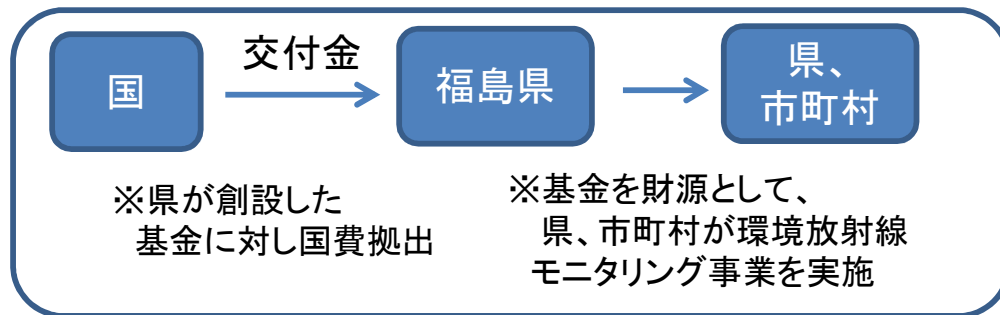 国
交付金
福島県
県、
市町村
※県が創設した
基金に対し国費拠出
※基金を財源として、
県、市町村が環境放射線
モニタリング事業を実施